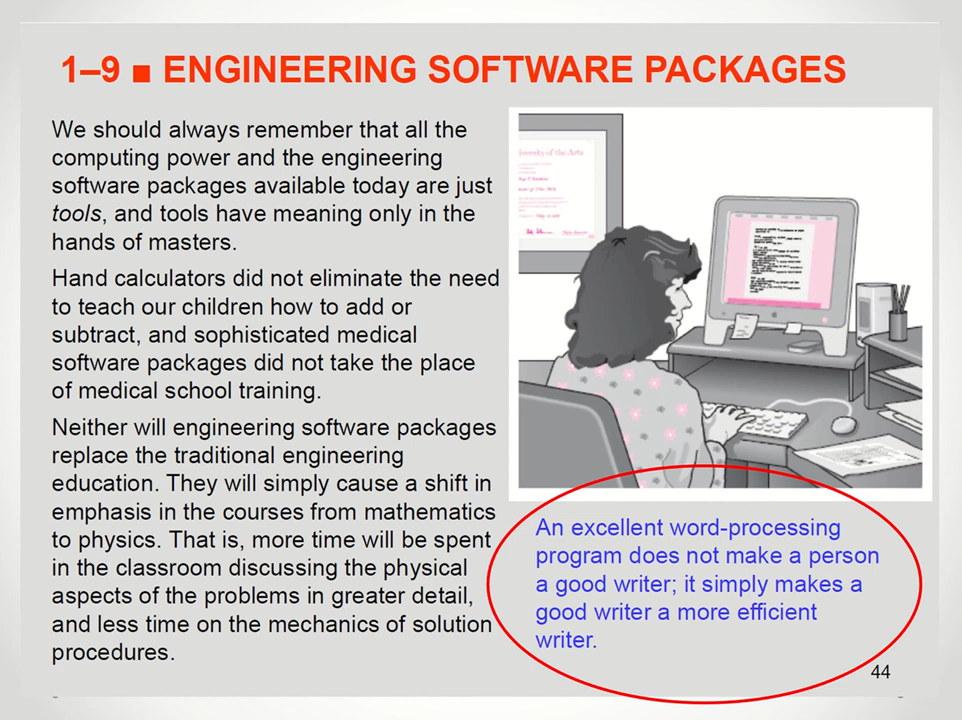 1–9 ■ ENGINEERING SOFTWARE PACKAGES
We should always remember that all the
computing power and the engineering
software packages available today are just
tools, and tools have meaning only in the
hands of masters.
Hand calculators did not eliminate the need
to teach our children how to add or
subtract, and sophisticated medical
software packages did not take the place
of medical school training.
Neither will engineering software packages
replace the traditional engineering
education. They will simply cause a shift in
emphasis in the courses from mathematics
to physics. That is, more time will be spent
in the classroom discussing the physical
aspects of the problems in greater detail,
and less time on the mechanics of solution
procedures.
iversity of the Arts
An excellent word-processing
program does not make a person
a good writer; it simply makes a
good writer a more efficient
writer.
44